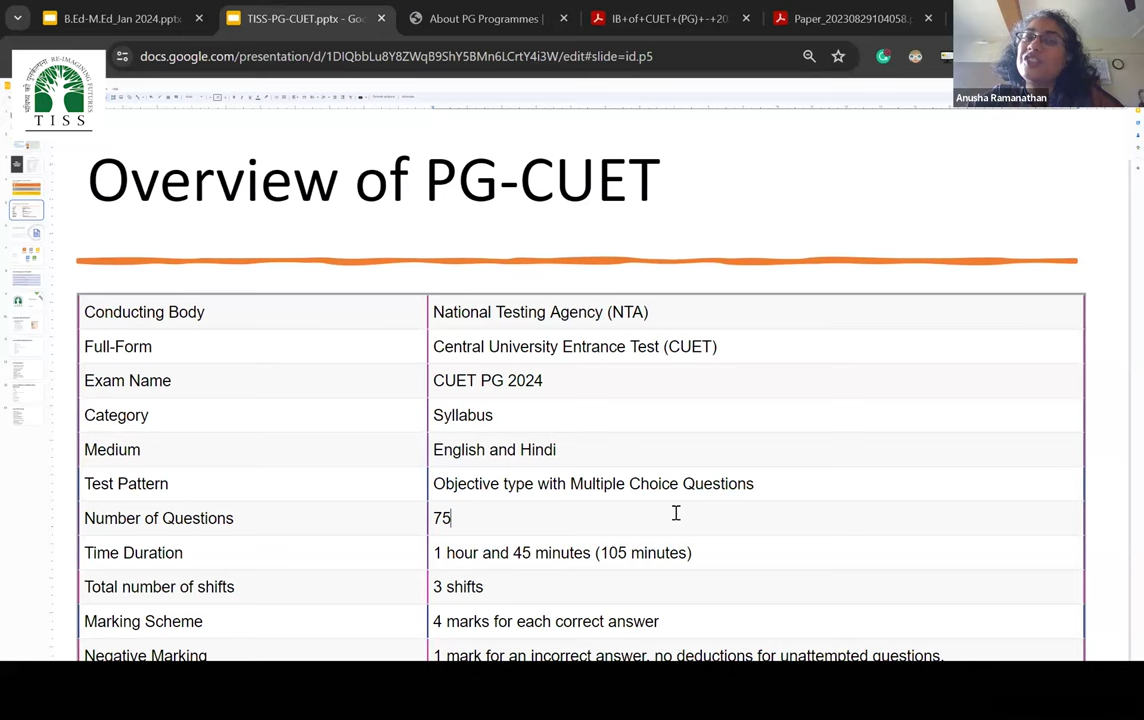 B.Ed-M.Ed_Jan 2024.pptx
TISS-PG-CUET.pptx - Goo
About PG Programmes |
IB+of+CUET+(PG)+-+20
Paper_20230829104058.p
docs.google.com/presentation/d/1DlQbbLu8Y8ZWqB9ShY5BMn6LCrtY4i3W/edit#slide=id.p5
Anusha Ramanathan
RE-IMAGINING FUTURES
TISS
Overview of PG-CUET
Conducting Body National Testing Agency (NTA)
Full-Form Central University Entrance Test (CUET)
Exam Name CUET PG 2024
Category Syllabus
Medium English and Hindi
Test Pattern Objective type with Multiple Choice Questions
Number of Questions 75
Time Duration 1 hour and 45 minutes (105 minutes)
Total number of shifts 3 shifts
Marking Scheme 4 marks for each correct answer
Negative Marking 1 mark for an incorrect answer, no deductions for unattempted questions.